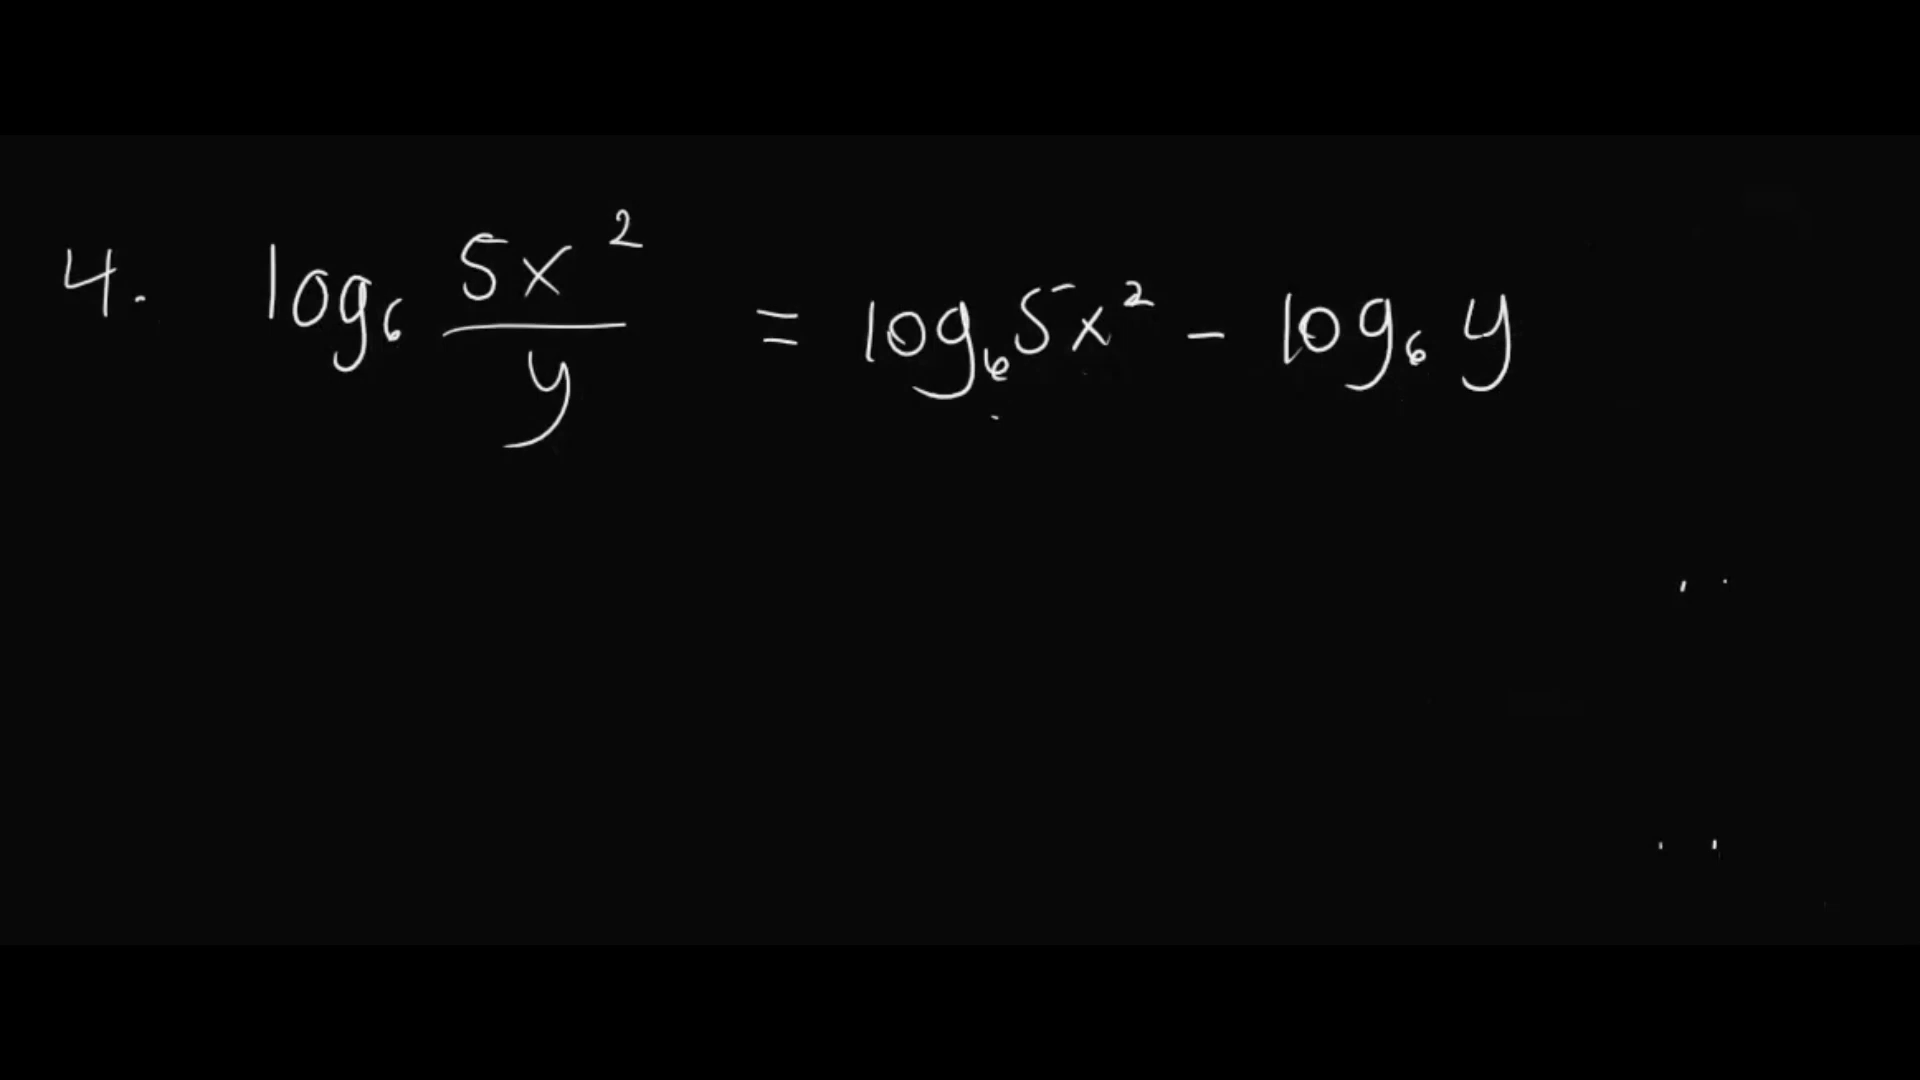 4. log₆ 5x²/y = log₆ 5x² - log₆ y